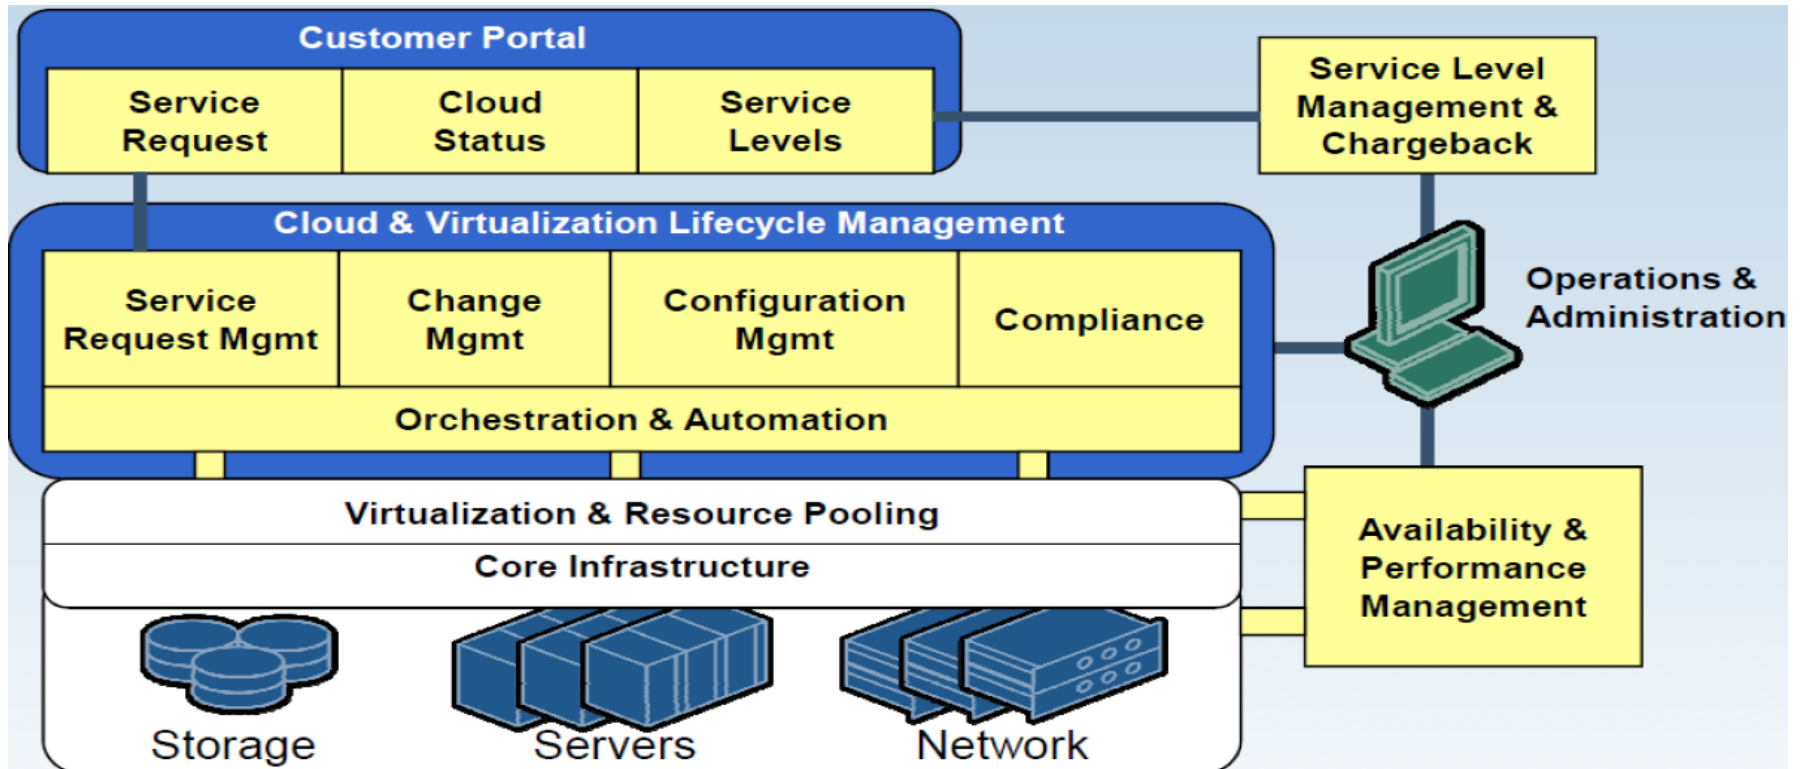 Customer Portal
Service
Request
Cloud
Status
Service
Levels
Service Level
Management &
Chargeback
Cloud & Virtualization Lifecycle Management
Service
Request Mgmt
Change
Mgmt
Configuration
Mgmt
Compliance
Operations &
Administration
Orchestration & Automation
Virtualization & Resource Pooling
Core Infrastructure
Availability &
Performance
Management
Storage
Servers
Network